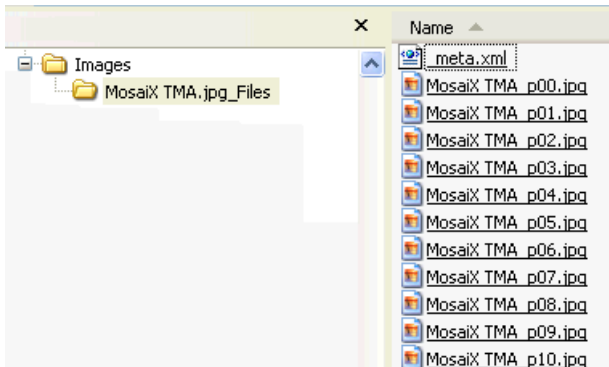 Images
MosaiX TMA.jpg_Files
Name
_meta.xml
MosaiX TMA_p00.jpg
MosaiX TMA_p01.jpg
MosaiX TMA_p02.jpg
MosaiX TMA_p03.jpg
MosaiX TMA_p04.jpg
MosaiX TMA_p05.jpg
MosaiX TMA_p06.jpg
MosaiX TMA_p07.jpg
MosaiX TMA_p08.jpg
MosaiX TMA_p09.jpg
MosaiX TMA_p10.jpg